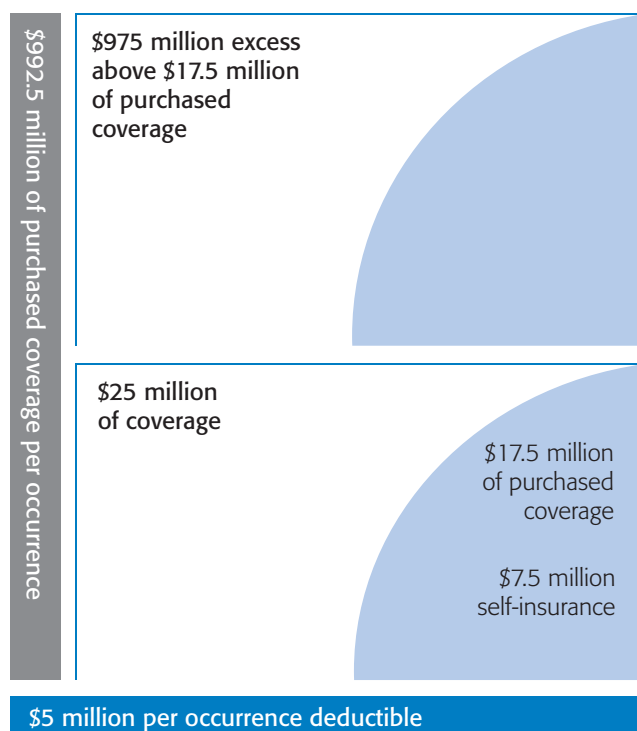 $992.5 million of purchased coverage per occurrence
$975 million excess
above $17.5 million
of purchased
coverage
$25 million
of coverage
$17.5 million
of purchased
coverage
$7.5 million
self-insurance
$5 million per occurrence deductible